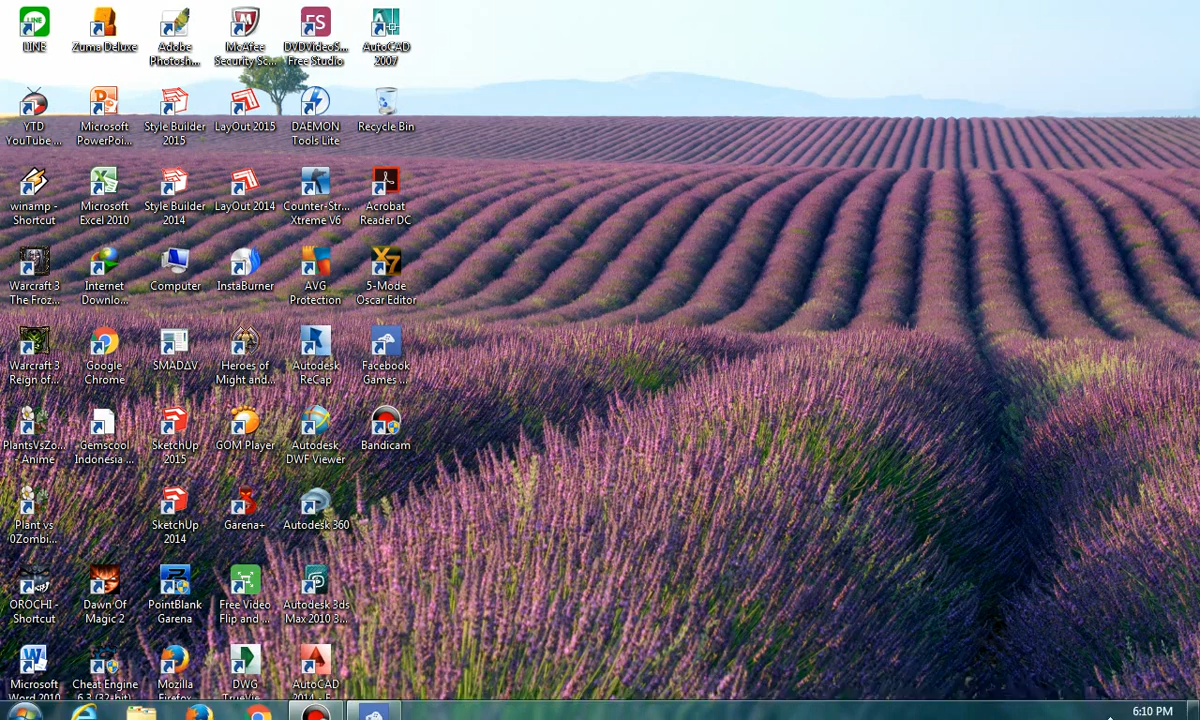 LINE
Zuma Deluxe
Adobe
Photosh...
McAfee
Security Sc...
DVDVideoS...
Free Studio
AutoCAD
2007
YTD
YouTube ...
Microsoft
PowerPoi...
Style Builder
2015
LayOut 2015
DAEMON
Tools Lite
Recycle Bin
winamp -
Shortcut
Microsoft
Excel 2010
Style Builder
2014
LayOut 2014
Counter-Str...
Xtreme V6
Acrobat
Reader DC
Warcraft 3
The Froz...
Internet
Downlo...
Computer
InstaBurner
AVG
Protection
5-Mode
Oscar Editor
Warcraft 3
Reign of...
Google
Chrome
SMADΔV
Heroes of
Might and...
Autodesk
ReCap
Facebook
Games ...
PlantsVsZo...
- Anime
Gemscool
Indonesia ...
SketchUp
2015
GOM Player
Autodesk
DWF Viewer
Bandicam
Plant vs
0Zombi...
SketchUp
2014
Garena+
Autodesk 360
OROCHI -
Shortcut
Dawn Of
Magic 2
PointBlank
Garena
Free Video
Flip and ...
Autodesk 3ds
Max 2010 3...
Microsoft
Word 2010
Cheat Engine
6.3 (32bit)
Mozilla
Firefox
DWG
TrueVie...
AutoCAD
2014 - E...
6:10 PM